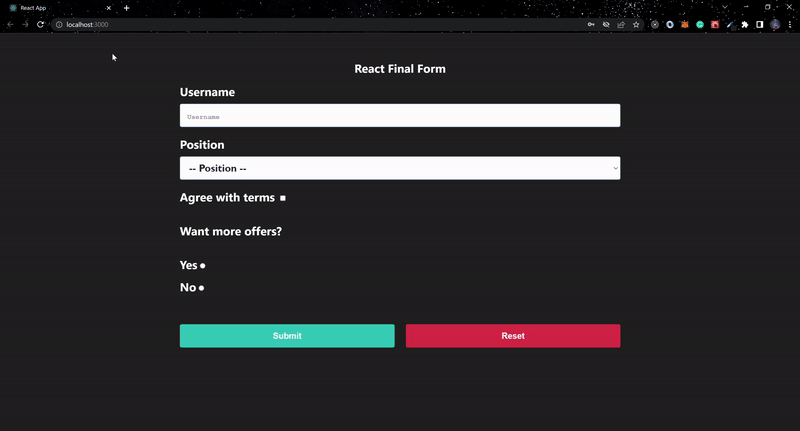 React App
localhost:3000
React Final Form
Username
Username
Position
-- Position --
Agree with terms
Want more offers?
Yes
No
Submit Reset